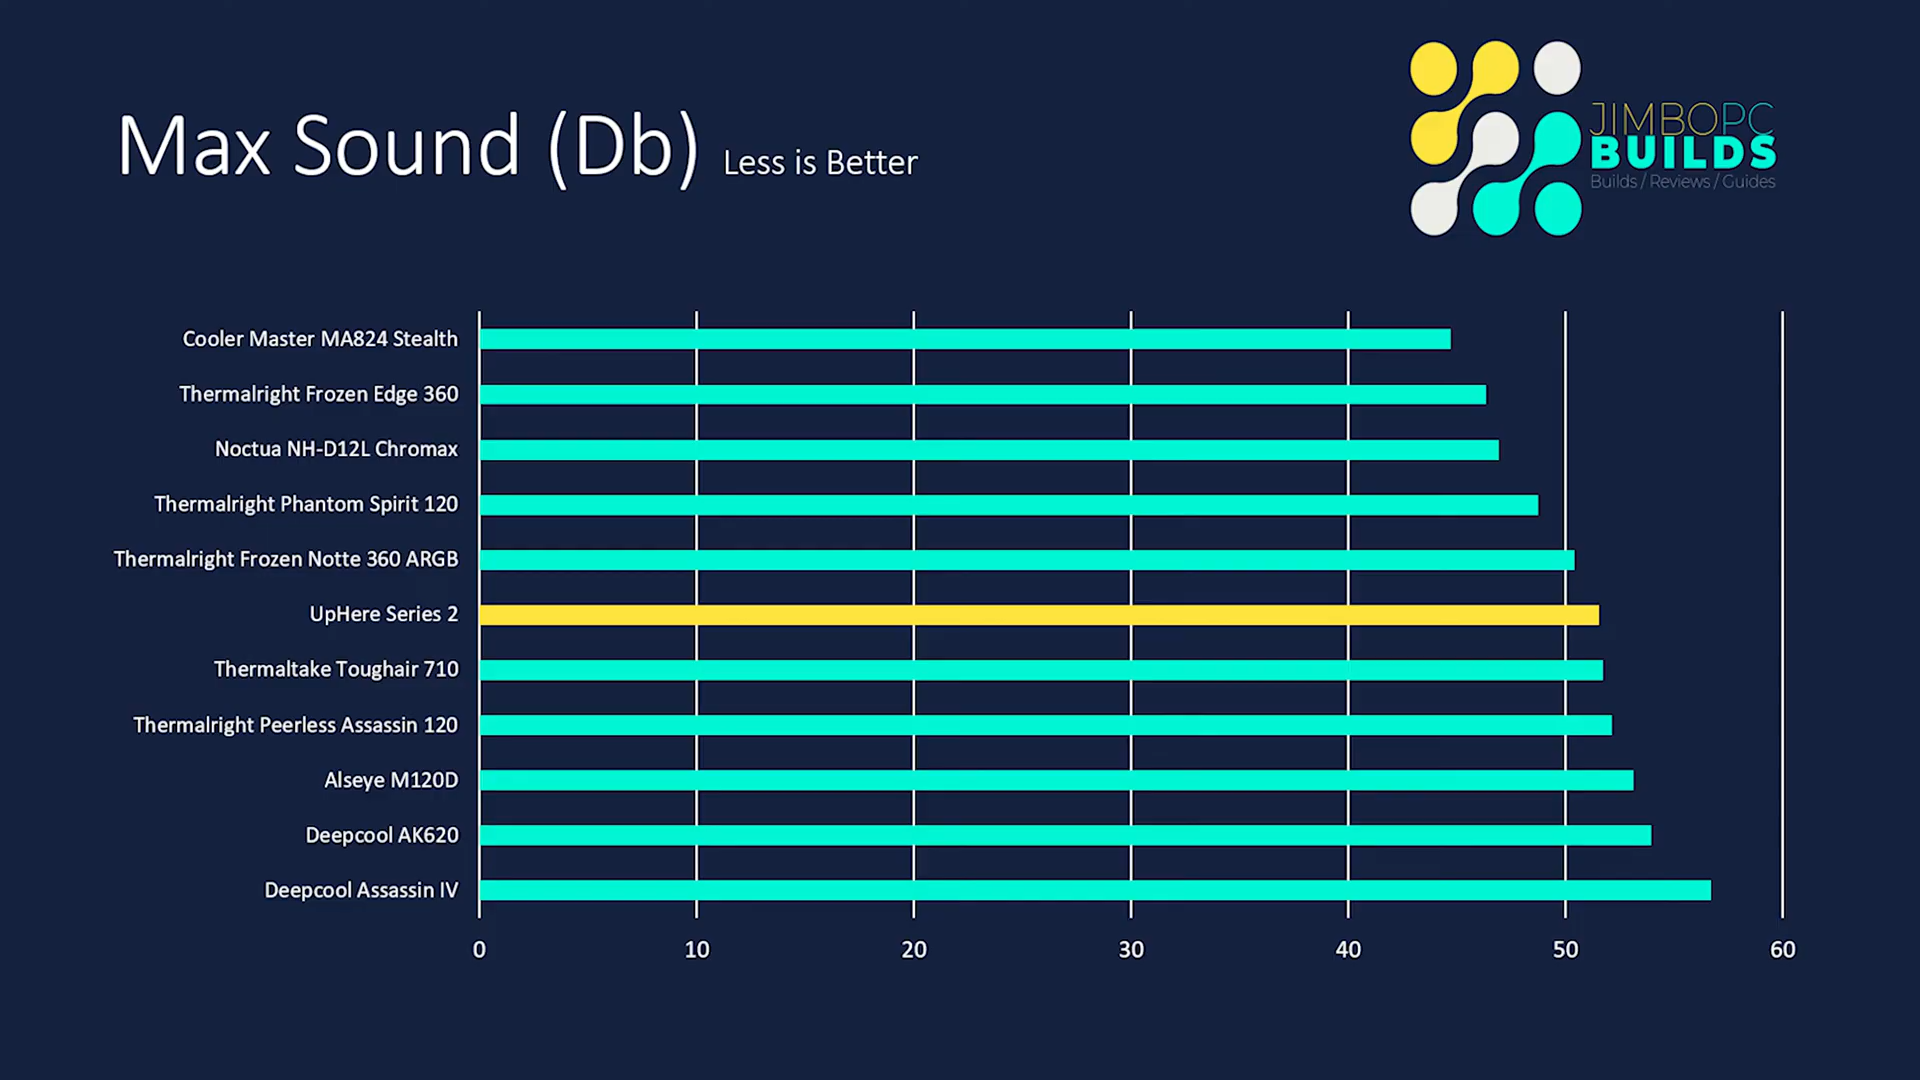 Max Sound (Db) Less is Better
JIMBOPC
BUILDS
Builds / Reviews / Guides
Cooler Master MA824 Stealth
Thermalright Frozen Edge 360
Noctua NH-D12L Chromax
Thermalright Phantom Spirit 120
Thermalright Frozen Notte 360 ARGB
UpHere Series 2
Thermaltake Toughair 710
Thermalright Peerless Assassin 120
Alseye M120D
Deepcool AK620
Deepcool Assassin IV
0 10 20 30 40 50 60